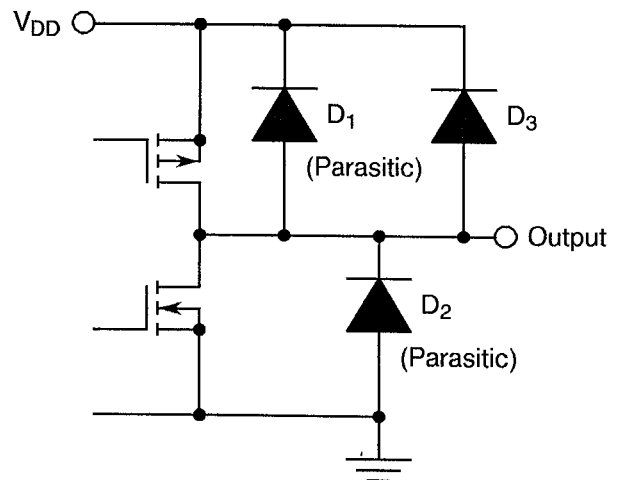 VDD
D1
D3
(Parasitic)
Output
D2
(Parasitic)